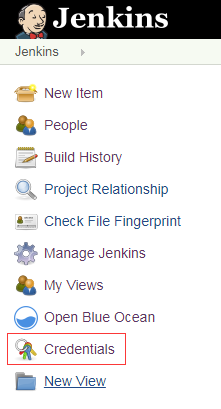 Jenkins
Jenkins
New Item
People
Build History
Project Relationship
Check File Fingerprint
Manage Jenkins
My Views
Open Blue Ocean
Credentials
New View